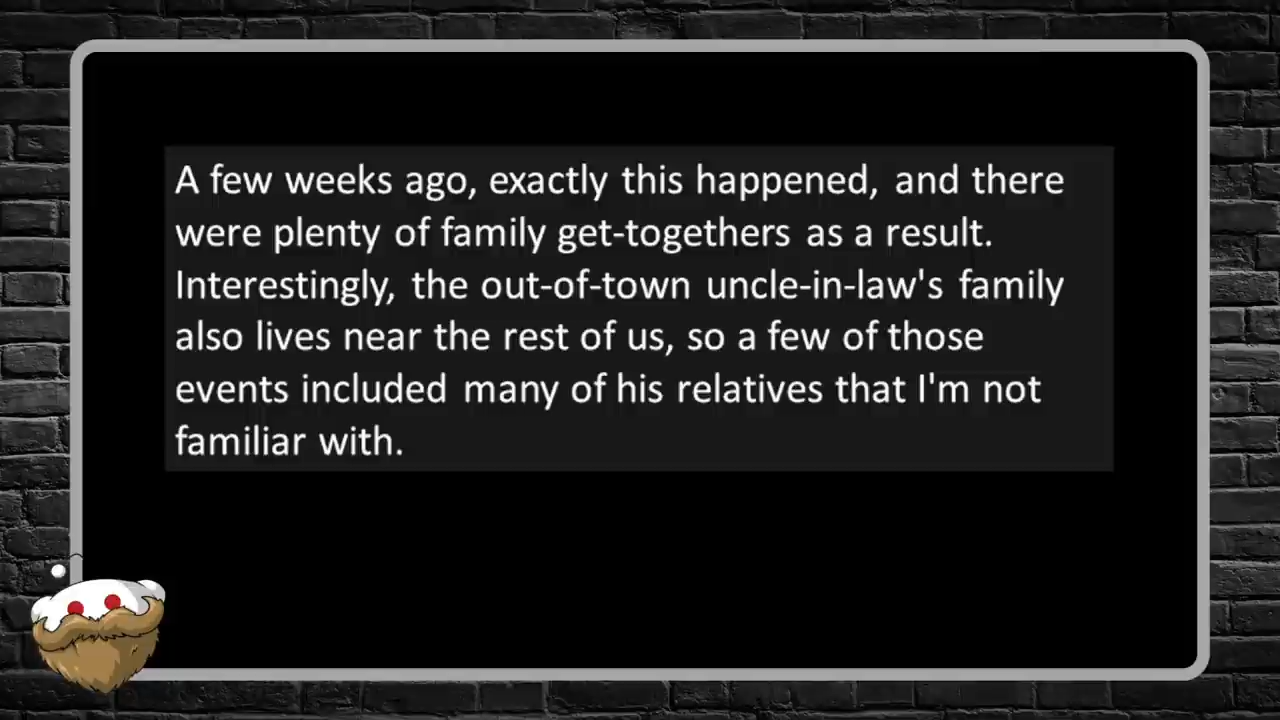 A few weeks ago, exactly this happened, and there
were plenty of family get-togethers as a result.
Interestingly, the out-of-town uncle-in-law's family
also lives near the rest of us, so a few of those
events included many of his relatives that I'm not
familiar with.